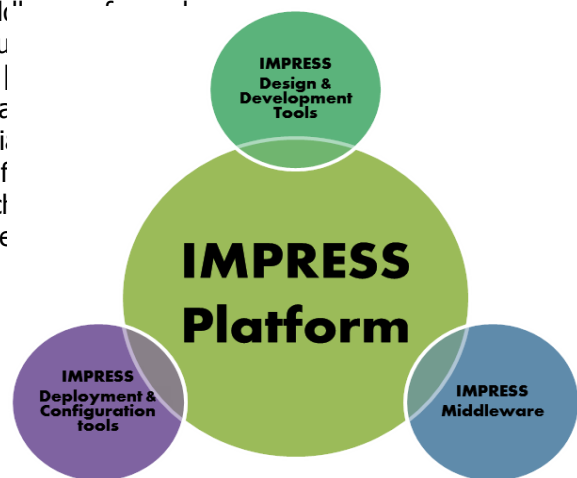 IMPRESS
Design &
Development
Tools
IMPRESS
Platform
IMPRESS
Deployment &
Configuration
tools
IMPRESS
Middleware